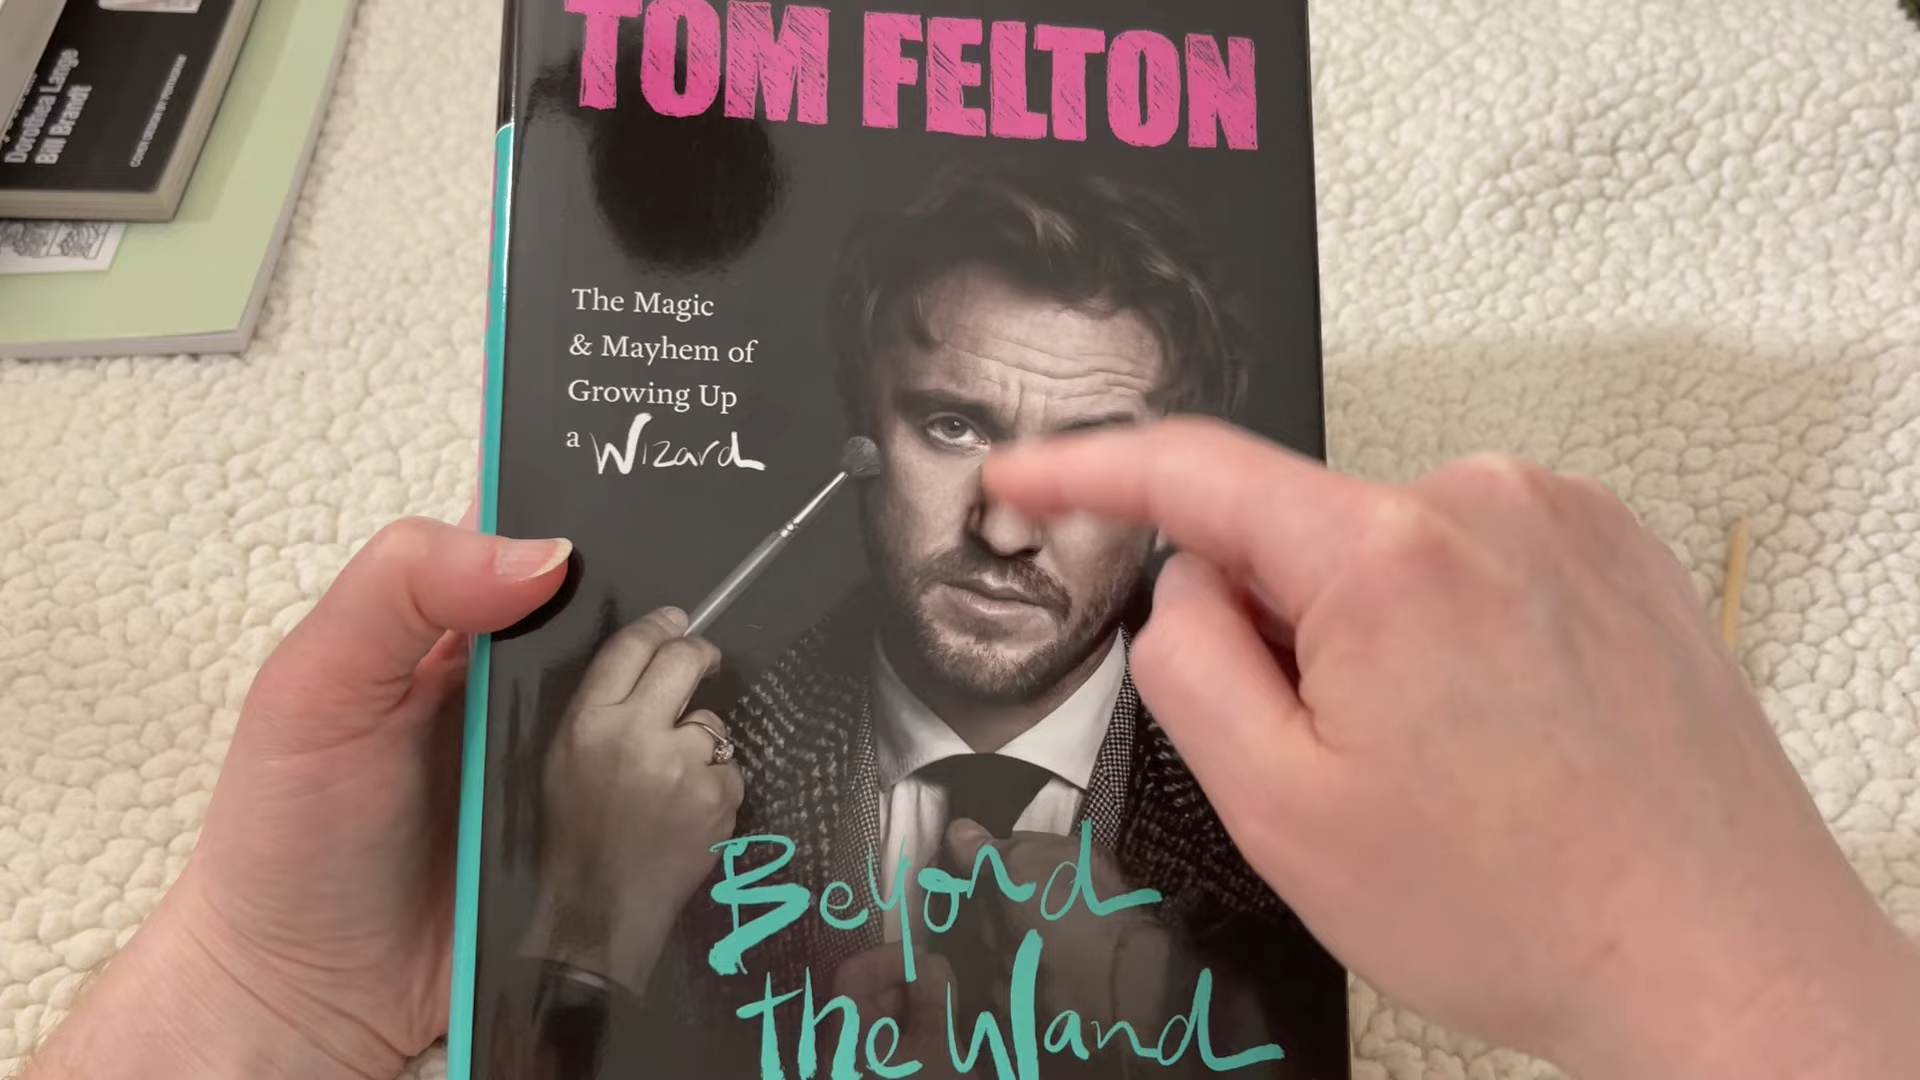 TOM FELTON
The Magic
& Mayhem of
Growing Up
a Wizard
Beyond
the Wand
Dorothea Lange
Bill Brandt